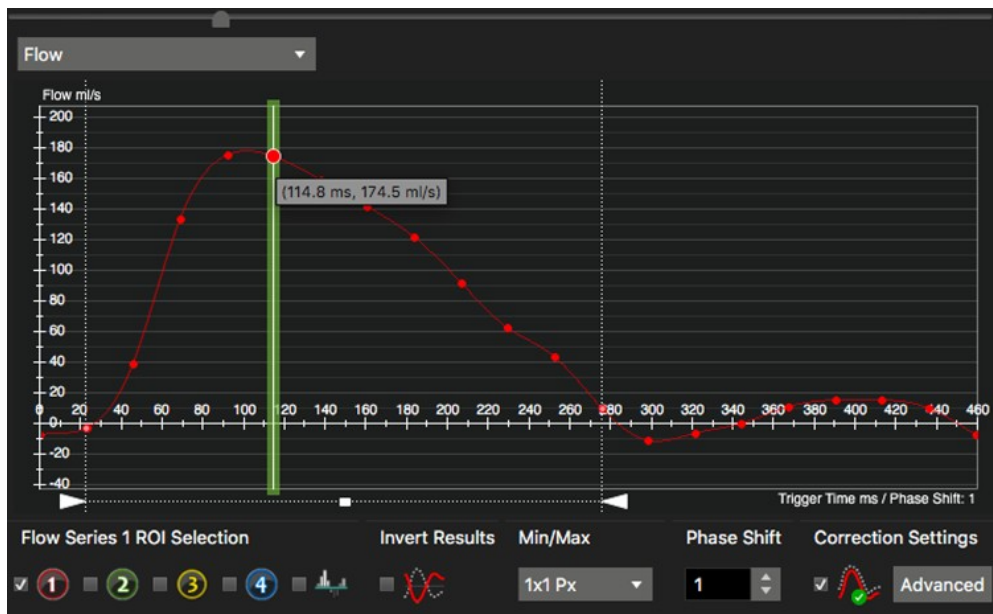 Flow
Flow ml/s
200
180
160
(114.8 ms, 174.5 ml/s)
140
120
100
80
60
40
20
0 20 40 60 80 100 120 140 160 180 200 220 240 260 280 300 320 340 360 380 400 420 440 460
0
-20
-40
Trigger Time ms / Phase Shift: 1
Flow Series 1 ROI Selection Invert Results Min/Max Phase Shift Correction Settings
1 2 3 4 1x1 Px 1 Advanced